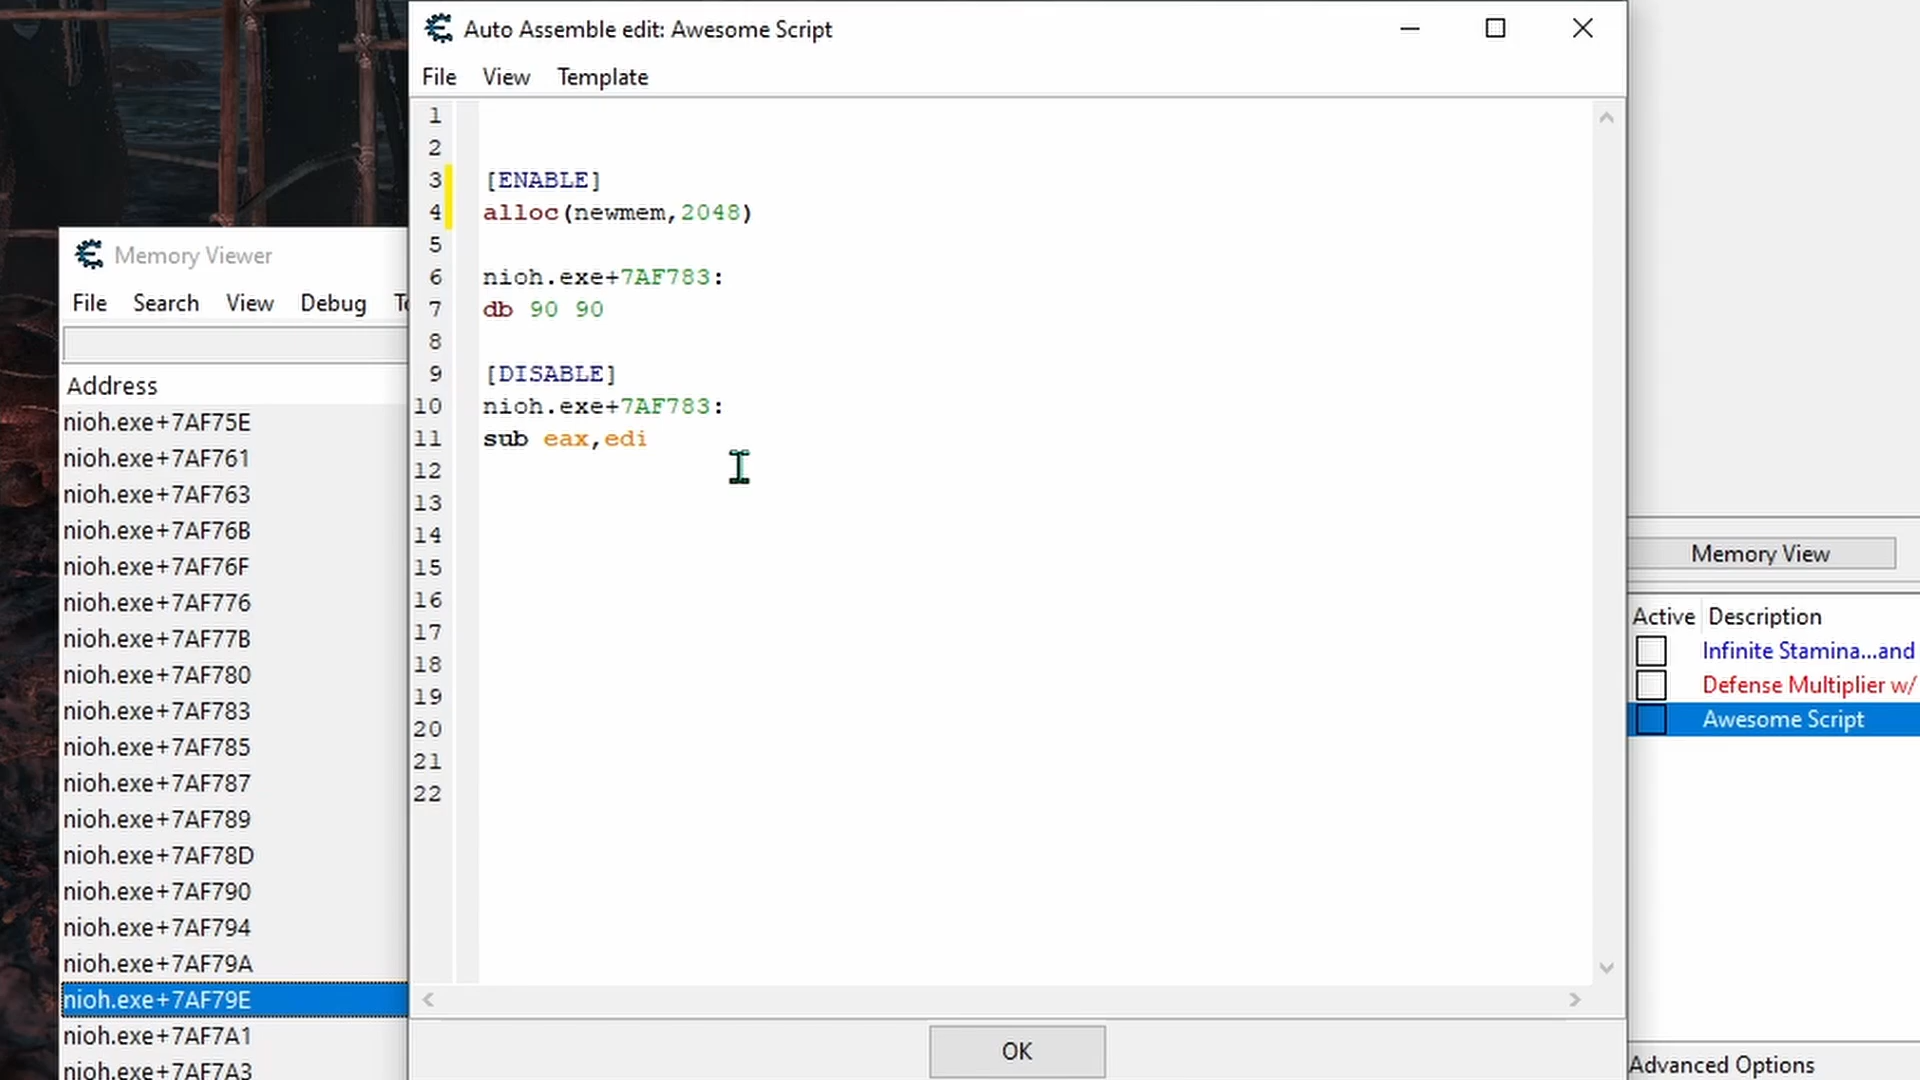 Auto Assemble edit: Awesome Script
File View Template
1
2
3 [ENABLE]
4 alloc(newmem,2048)
5
6 nioh.exe+7AF783:
7 db 90 90
8
9 [DISABLE]
10 nioh.exe+7AF783:
11 sub eax,edi
12
13
14
15
16
17
18
19
20
21
22
OK
Memory Viewer
File Search View Debug
Address
nioh.exe+7AF75E
nioh.exe+7AF761
nioh.exe+7AF763
nioh.exe+7AF76B
nioh.exe+7AF76F
nioh.exe+7AF776
nioh.exe+7AF77B
nioh.exe+7AF780
nioh.exe+7AF783
nioh.exe+7AF785
nioh.exe+7AF787
nioh.exe+7AF789
nioh.exe+7AF78D
nioh.exe+7AF790
nioh.exe+7AF794
nioh.exe+7AF79A
nioh.exe+7AF79E
nioh.exe+7AF7A1
nioh.exe+7AF7A3
Memory View
Active Description
Infinite Stamina...and
Defense Multiplier w/
Awesome Script
Advanced Options